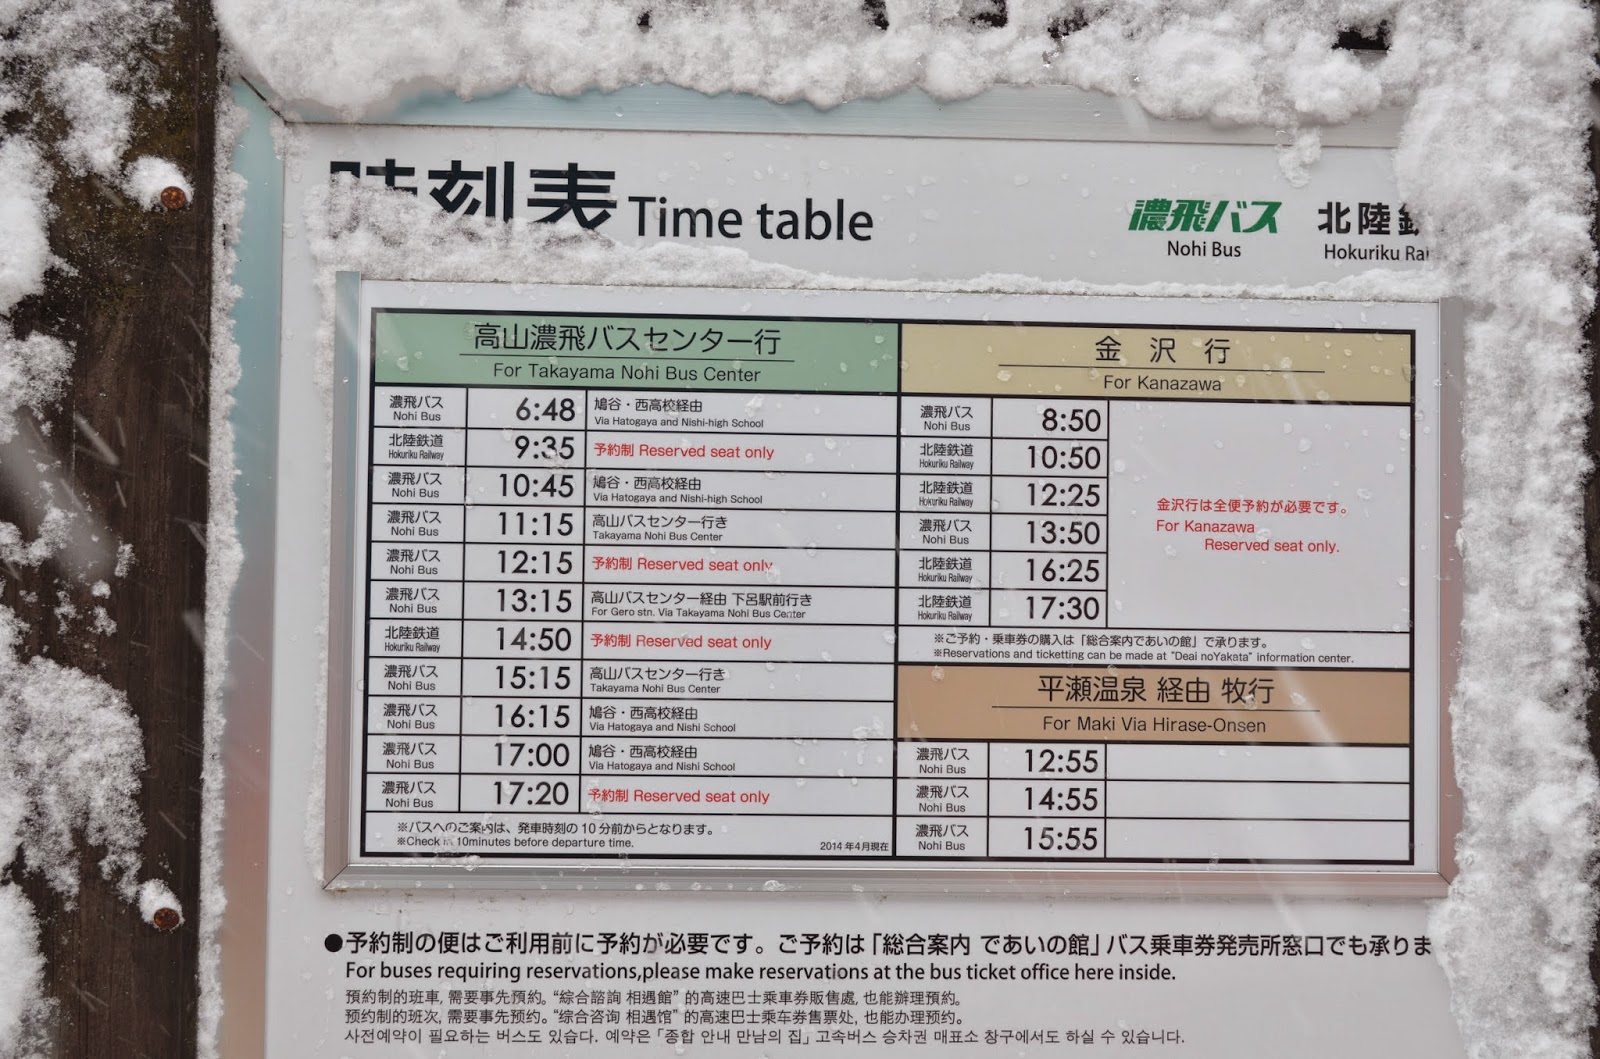 時刻表 Time table
濃飛バス 北陸鉄
Nohi Bus Hokuriku Rai
高山濃飛バスセンター行
For Takayama Nohi Bus Center
濃飛バス Nohi Bus 6:48 鳩谷・西高校経由 Via Hatogaya and Nishi-high School
北陸鉄道 Hokuriku Railway 9:35 予約制 Reserved seat only
濃飛バス Nohi Bus 10:45 鳩谷・西高校経由 Via Hatogaya and Nishi-high School
濃飛バス Nohi Bus 11:15 高山バスセンター行き Takayama Nohi Bus Center
濃飛バス Nohi Bus 12:15 予約制 Reserved seat only
濃飛バス Nohi Bus 13:15 高山バスセンター経由 下呂駅前行き For Gero stn. Via Takayama Nohi Bus Center
北陸鉄道 Hokuriku Railway 14:50 予約制 Reserved seat only
濃飛バス Nohi Bus 15:15 高山バスセンター行き Takayama Nohi Bus Center
濃飛バス Nohi Bus 16:15 鳩谷・西高校経由 Via Hatogaya and Nishi School
濃飛バス Nohi Bus 17:00 鳩谷・西高校経由 Via Hatogaya and Nishi School
濃飛バス Nohi Bus 17:20 予約制 Reserved seat only
※バスへのご案内は、発車時刻の10分前からとなります。
※Check in 10minutes before departure time.
2014年4月現在
金沢行
For Kanazawa
濃飛バス Nohi Bus 8:50
北陸鉄道 Hokuriku Railway 10:50
北陸鉄道 Hokuriku Railway 12:25
濃飛バス Nohi Bus 13:50
北陸鉄道 Hokuriku Railway 16:25
北陸鉄道 Hokuriku Railway 17:30
金沢行は全便予約が必要です。
For Kanazawa
Reserved seat only.
※ご予約・乗車券の購入は「総合案内であいの館」で承ります。
※Reservations and ticketting can be made at "Deai noYakata" information center.
平瀬温泉 経由 牧行
For Maki Via Hirase-Onsen
濃飛バス Nohi Bus 12:55
濃飛バス Nohi Bus 14:55
濃飛バス Nohi Bus 15:55
●予約制の便はご利用前に予約が必要です。ご予約は「総合案内 であいの館」バス乗車券発売所窓口でも承りま
For buses requiring reservations,please make reservations at the bus ticket office here inside.
預約制的班車, 需要事先預約。“綜合諮詢 相遇館” 的高速巴士乗車券販售處, 也能辦理預約。
预约制的班次, 需要事先预约。“综合咨询 相遇馆” 的高速巴士乘车券售票处, 也能办理预约。
사전예약이 필요하는 버스도 있습다. 예약은 「종합 안내 만남의 집」 고속버스 승차권 매표소 창구에서도 하실 수 있습니다.